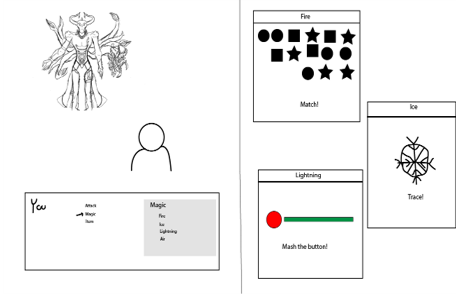 You
Attack
Magic
Item
Magic
Fire
Ice
Lightning
Air
Fire
Match!
Ice
Trace!
Lightning
Mash the button!